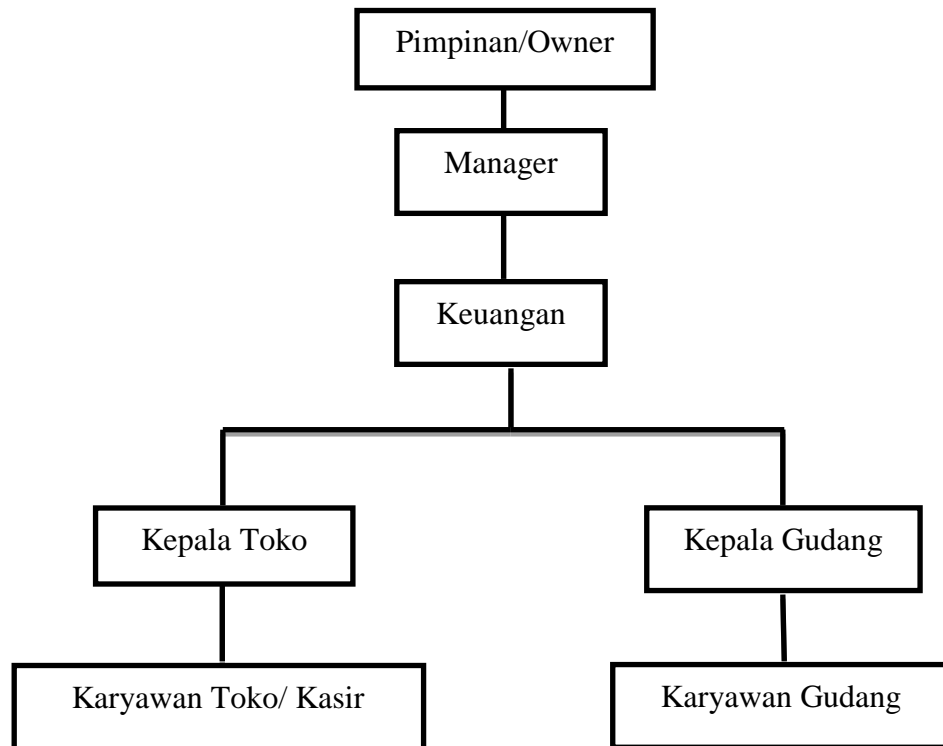 Pimpinan/Owner
Manager
Keuangan
Kepala Toko
Kepala Gudang
Karyawan Toko/ Kasir
Karyawan Gudang